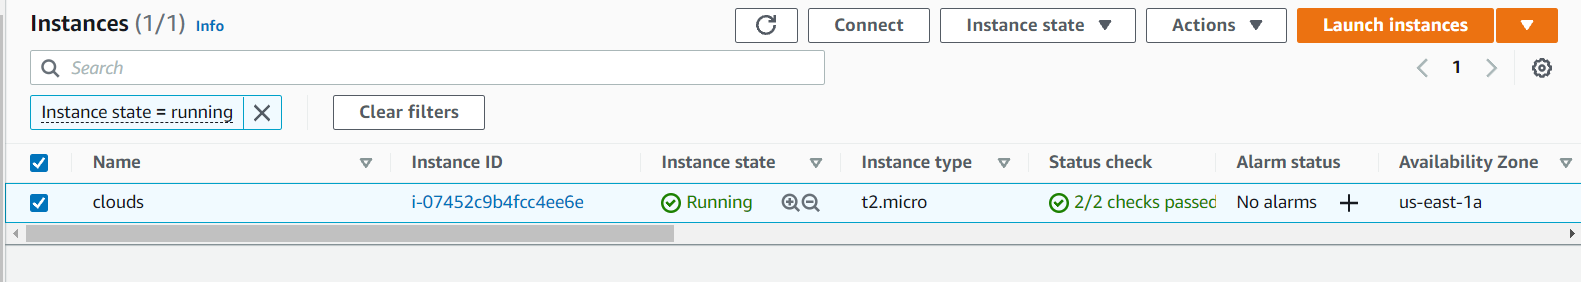 Instances (1/1) Info Connect Instance state Actions Launch instances
Search 1
Instance state = running Clear filters
Name Instance ID Instance state Instance type Status check Alarm status Availability Zone
clouds i-07452c9b4fcc4ee6e Running t2.micro 2/2 checks passed No alarms us-east-1a